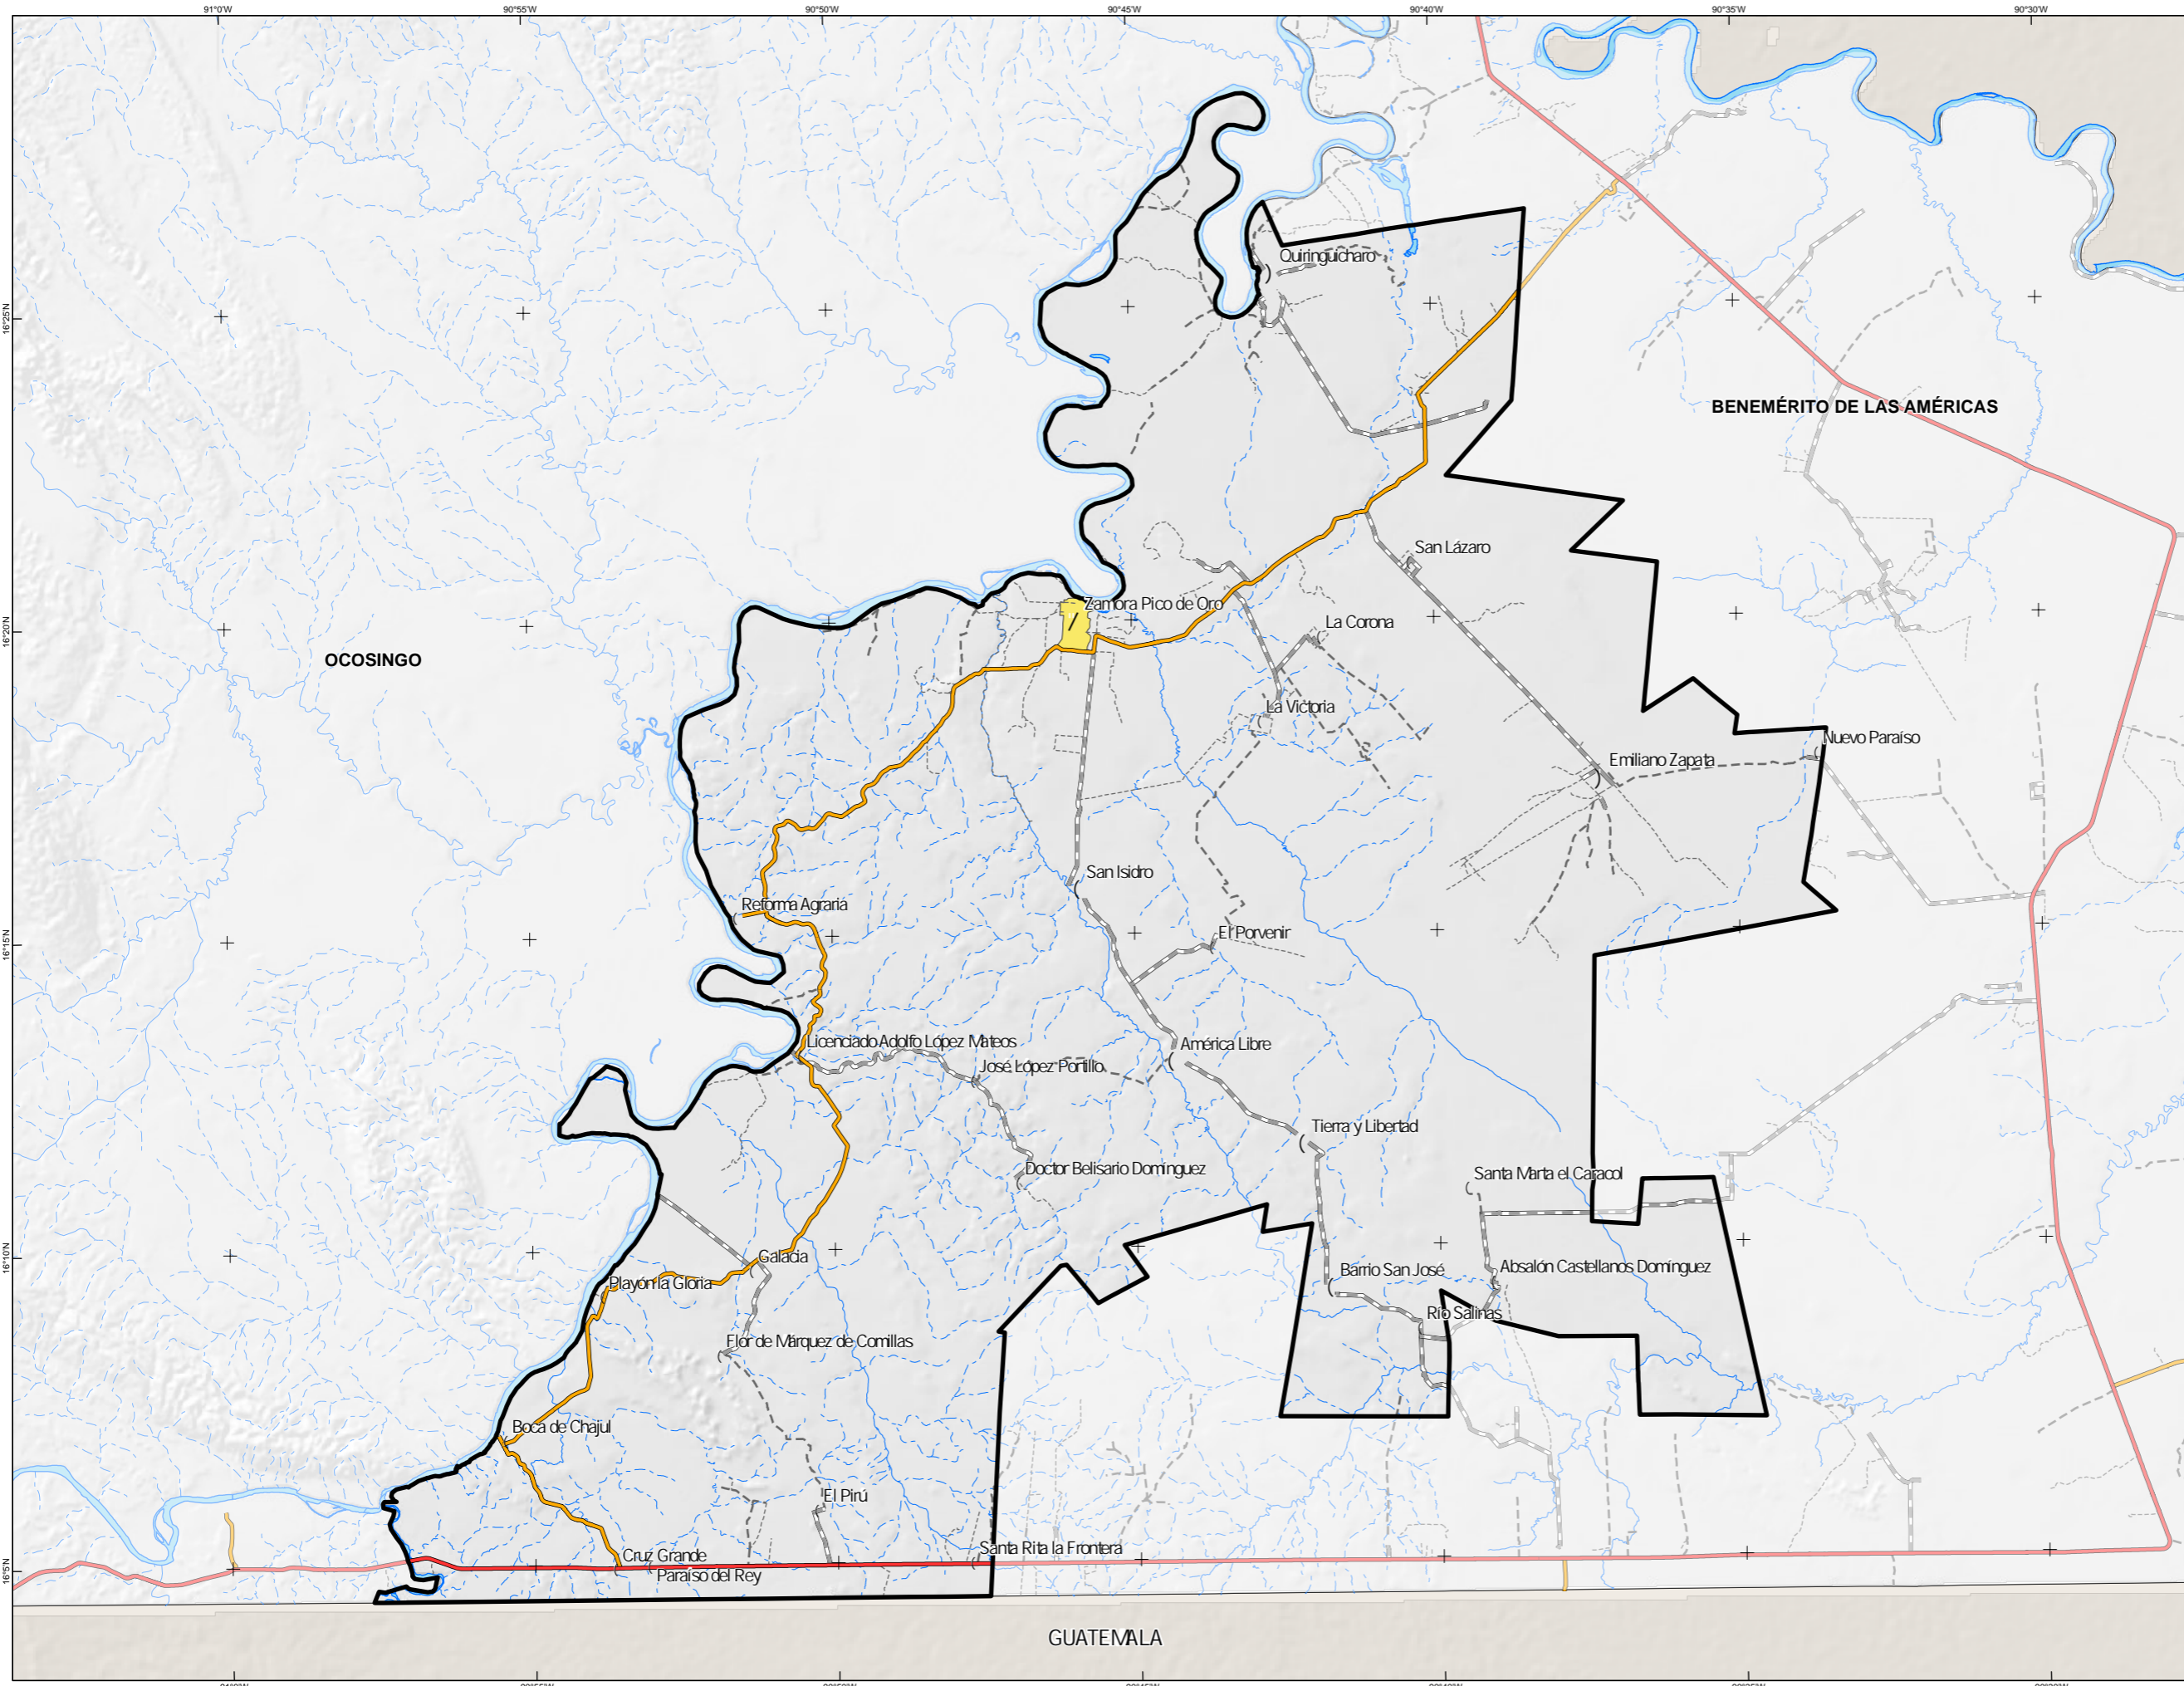 91°0'W 90°55'W 90°50'W 90°45'W 90°40'W 90°35'W 90°30'W
Quiringuicharo
16°25'N
BENEMÉRITO DE LAS AMÉRICAS
San Lázaro
Zamora Pico de Oro
La Corona
16°20'N
OCOSINGO
La Victoria
Nuevo Paraíso
Emiliano Zapata
San Isidro
Reforma Agraria
El Porvenir
16°15'N
Licenciado Adolfo López Mateos
América Libre
José López Portillo
Tierra y Libertad
Doctor Belisario Domínguez
Santa Marta el Caracol
16°10'N
Galacia
Barrio San José
Absalón Castellanos Domínguez
Playón la Gloria
Río Salinas
Flor de Márquez de Comillas
Boca de Chajul
El Pirú
Santa Rita la Frontera
Cruz Grande
16°5'N
Paraíso del Rey
GUATEMALA